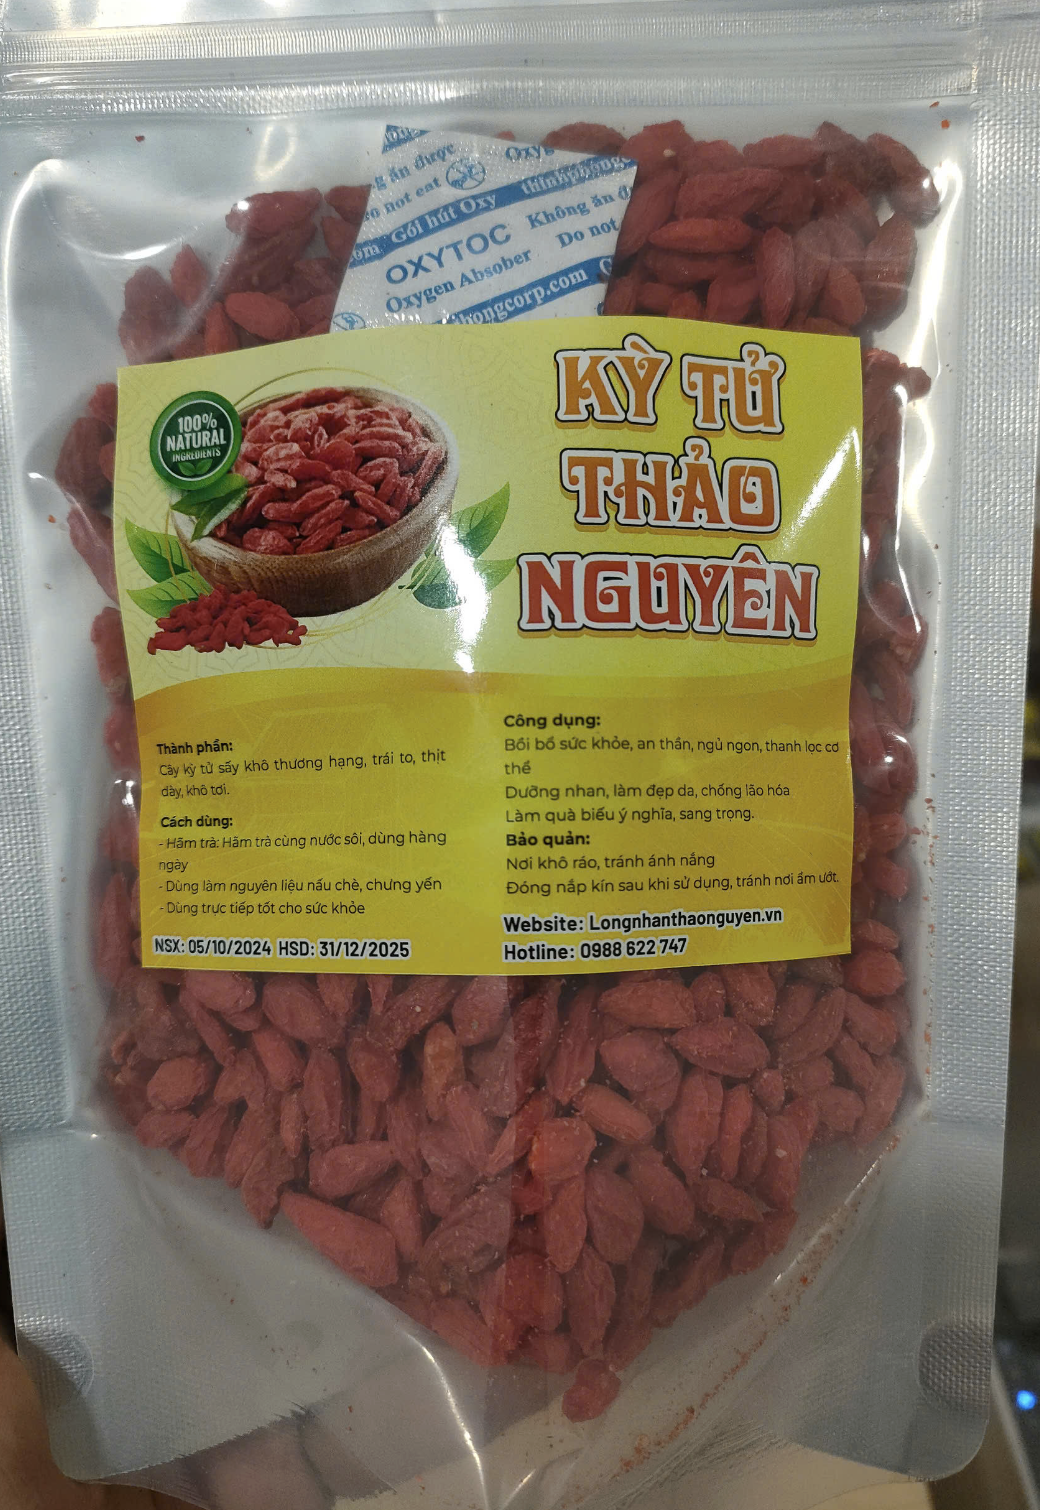 g ăn được
Oxyg
o not eat
Gói hút Oxy
OXYTOC
Không ăn đ
Oxygen Absober
Do not
ikongcorp.com
100%
NATURAL
INGREDIENTS
KỲ TỬ
THẢO
NGUYÊN
Thành phần:
Cây kỳ tử sấy khô thương hạng, trái to, thịt
dày, khô tơi.
Cách dùng:
- Hãm trà: Hãm trà cùng nước sôi, dùng hàng
ngày
- Dùng làm nguyên liệu nấu chè, chưng yến
- Dùng trực tiếp tốt cho sức khỏe
NSX: 05/10/2024 HSD: 31/12/2025
Công dụng:
Bồi bổ sức khỏe, an thần, ngủ ngon, thanh lọc cơ
thể
Dưỡng nhan, làm đẹp da, chống lão hóa
Làm quà biếu ý nghĩa, sang trọng.
Bảo quản:
Nơi khô ráo, tránh ánh nắng
Đóng nắp kín sau khi sử dụng, tránh nơi ẩm ướt.
Website: Longnhanthaonguyen.vn
Hotline: 0988 622 747